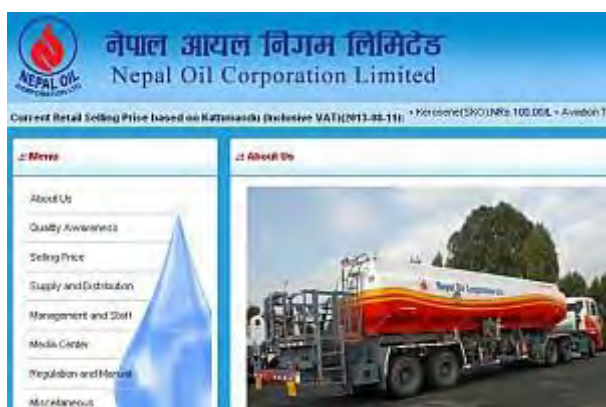 नेपाल आयल निगम लिमिटेड
Nepal Oil Corporation Limited
NEPAL OIL
Current Retail Selling Price based on Kathmandu (Inclusive VAT)(2013-08-11):
• Kerosene(SKO):NRs 100.00/L • Aviation T
Menu
About Us
About Us
Quality Awareness
Selling Price
Supply and Distribution
Management and Staff
Media Center
Regulation and Manual
Miscellaneous
Nepal Oil Corporation Ltd.